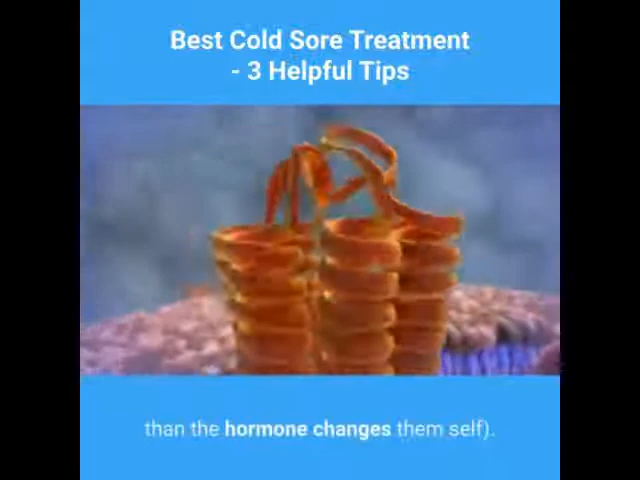 Best Cold Sore Treatment
- 3 Helpful Tips
than the hormone changes them self).